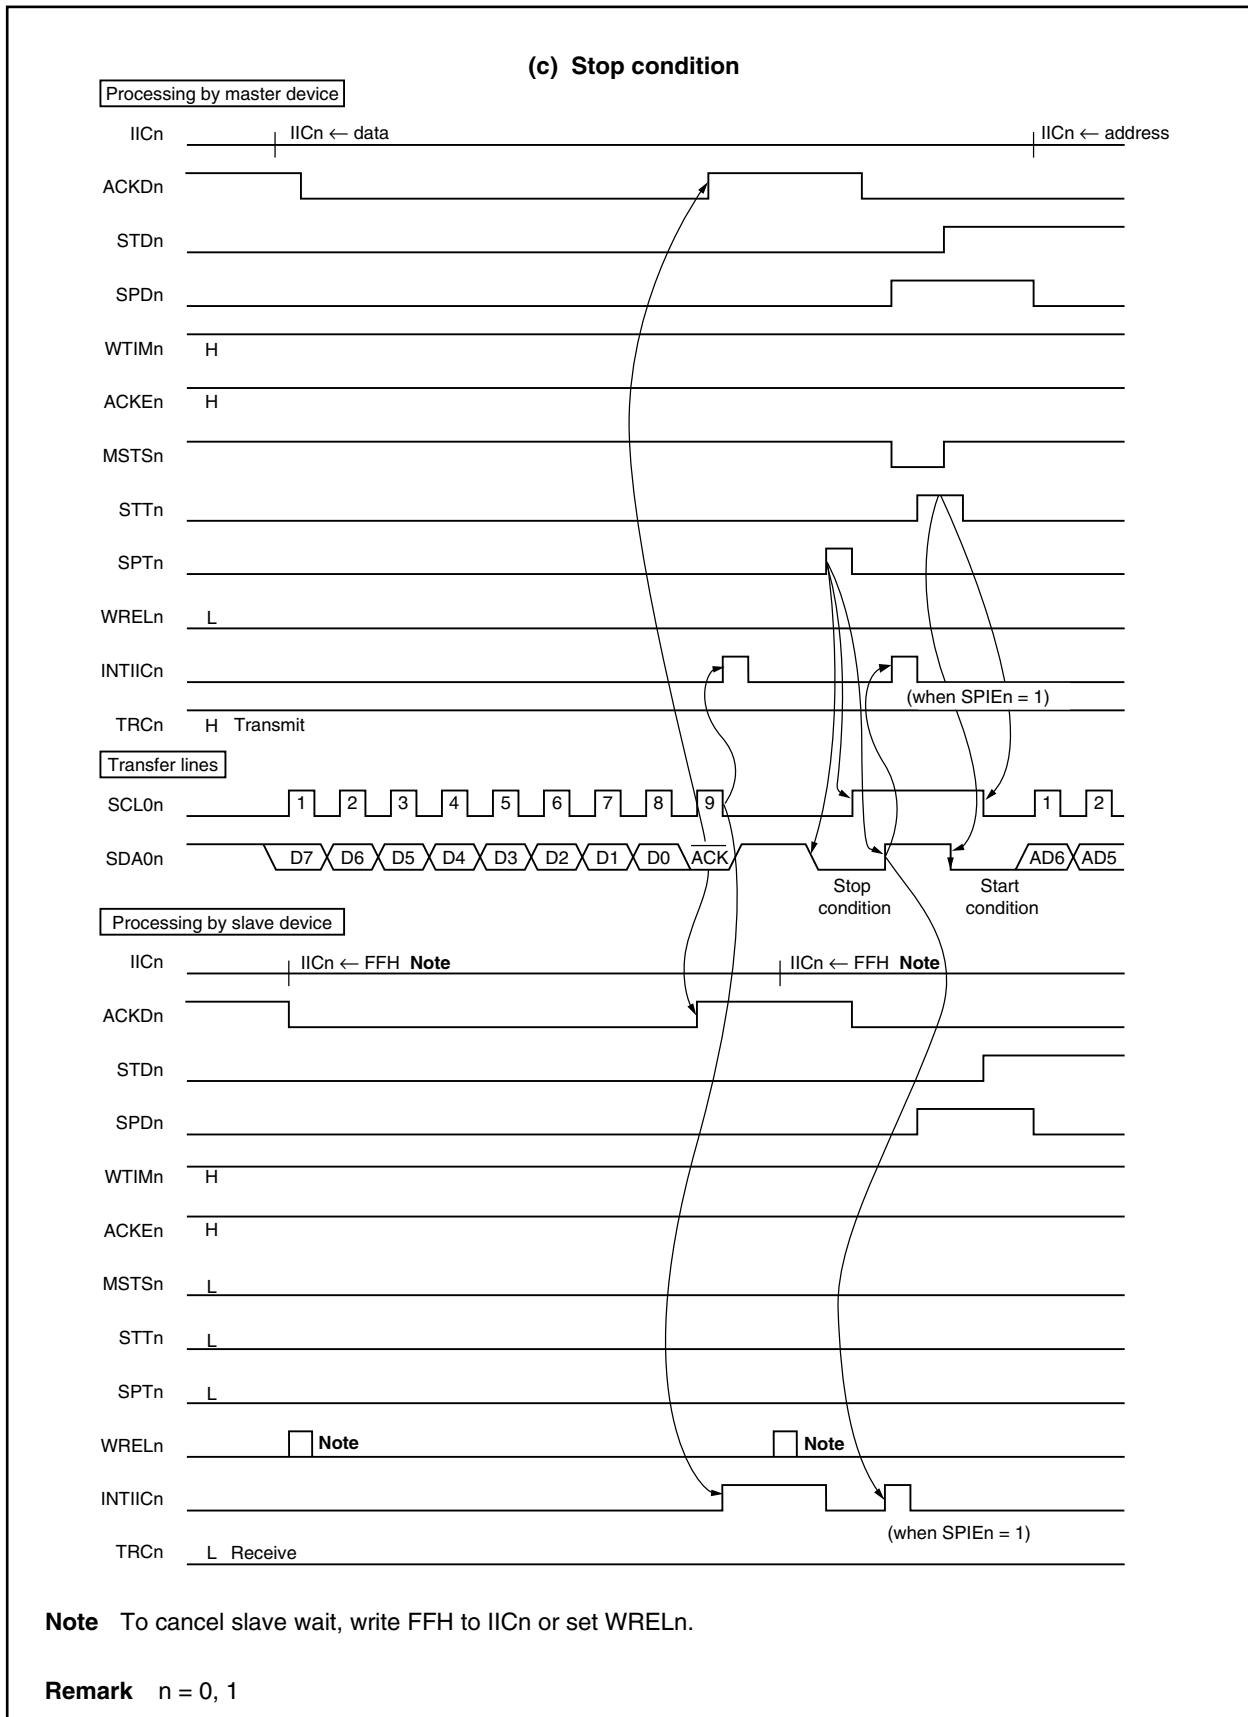 (c) Stop condition
Processing by master device
IICn IICn ← data IICn ← address
ACKDn
STDn
SPDn
WTIMn H
ACKEn H
MSTSn
STTn
SPTn
WRELn L
INTIICn
(when SPIEn = 1)
TRCn H Transmit
Transfer lines
SCL0n 1 2 3 4 5 6 7 8 9 1 2
SDA0n D7 D6 D5 D4 D3 D2 D1 D0 ACK AD6 AD5
Stop condition
Start condition
Processing by slave device
IICn IICn ← FFH Note IICn ← FFH Note
ACKDn
STDn
SPDn
WTIMn H
ACKEn H
MSTSn L
STTn L
SPTn L
WRELn Note Note
INTIICn
(when SPIEn = 1)
TRCn L Receive
Note To cancel slave wait, write FFH to IICn or set WRELn.
Remark n = 0, 1